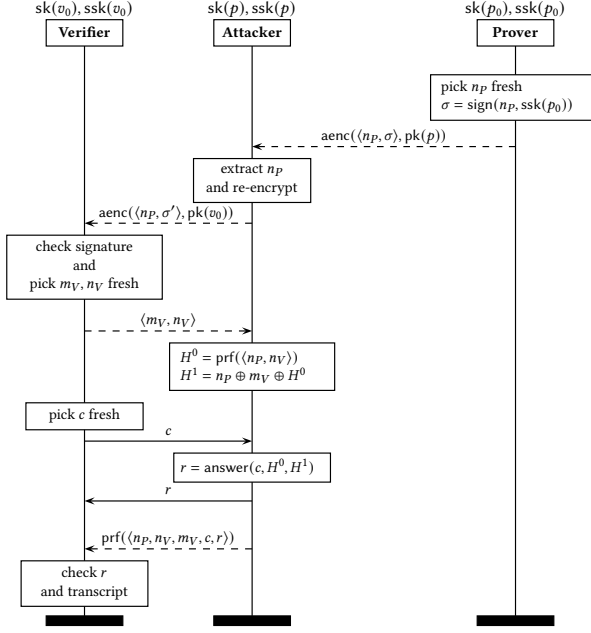 sk(v₀), ssk(v₀)
sk(p), ssk(p)
sk(p₀), ssk(p₀)
Verifier
Attacker
Prover
pick n_P fresh
σ = sign(n_P, ssk(p₀))
aenc(⟨n_P, σ⟩, pk(p))
extract n_P
and re-encrypt
aenc(⟨n_P, σ′⟩, pk(v₀))
check signature
and
pick m_V, n_V fresh
⟨m_V, n_V⟩
H⁰ = prf(⟨n_P, n_V⟩)
H¹ = n_P ⊕ m_V ⊕ H⁰
pick c fresh
c
r = answer(c, H⁰, H¹)
r
prf(⟨n_P, n_V, m_V, c, r⟩)
check r
and transcript